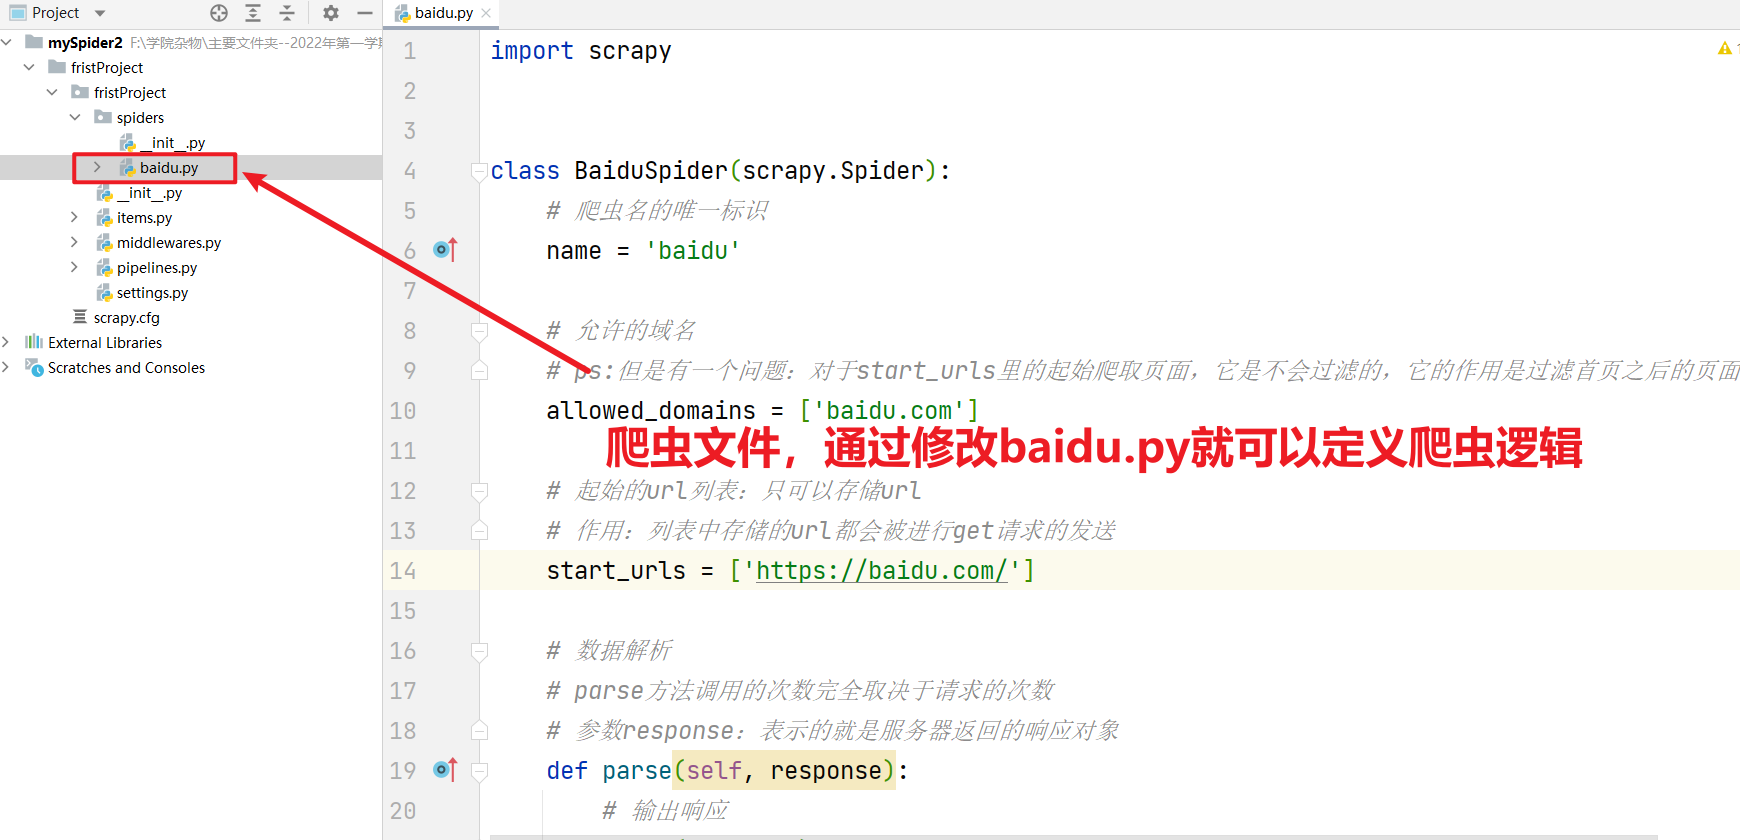 Project
baidu.py
mySpider2 F:\学院杂物\主要文件夹--2022年第一学期
fristProject
fristProject
spiders
__init__.py
baidu.py
__init__.py
items.py
middlewares.py
pipelines.py
settings.py
scrapy.cfg
External Libraries
Scratches and Consoles
1 import scrapy
2
3
4 class BaiduSpider(scrapy.Spider):
5 # 爬虫名的唯一标识
6 name = 'baidu'
7
8 # 允许的域名
9 # ps:但是有一个问题：对于start_urls里的起始爬取页面，它是不会过滤的，它的作用是过滤首页之后的页面
10 allowed_domains = ['baidu.com']
爬虫文件，通过修改baidu.py就可以定义爬虫逻辑
11
12 # 起始的url列表：只可以存储url
13 # 作用：列表中存储的url都会被进行get请求的发送
14 start_urls = ['https://baidu.com/']
15
16 # 数据解析
17 # parse方法调用的次数完全取决于请求的次数
18 # 参数response：表示的就是服务器返回的响应对象
19 def parse(self, response):
20 # 输出响应